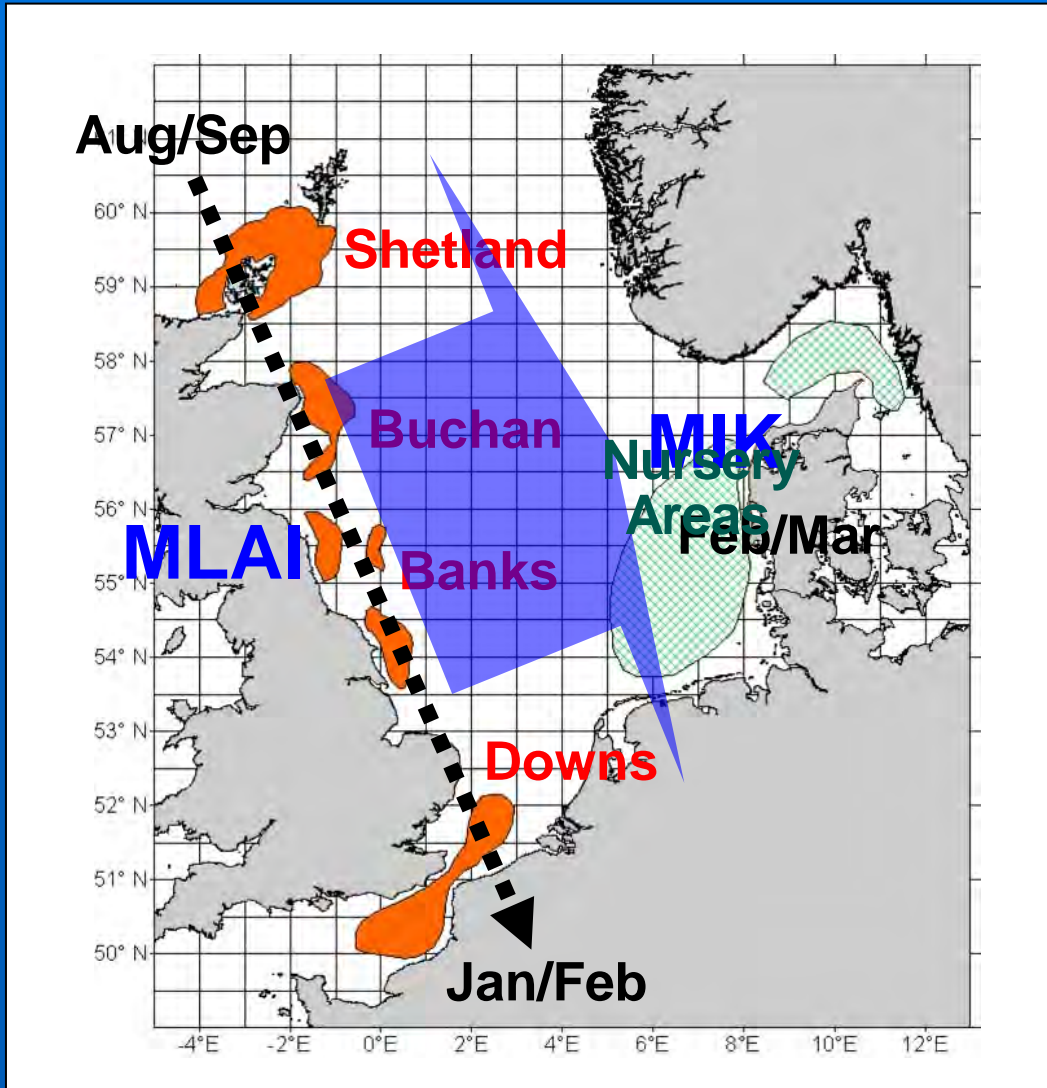 Aug/Sep
60° N
Shetland
59° N
58° N
57° N
Buchan
MIK
Nursery
Areas
56° N
Feb/Mar
MLAI
55° N
Banks
54° N
53° N
Downs
52° N
51° N
50° N
Jan/Feb
-4°E -2°E 0°E 2°E 4°E 6°E 8°E 10°E 12°E